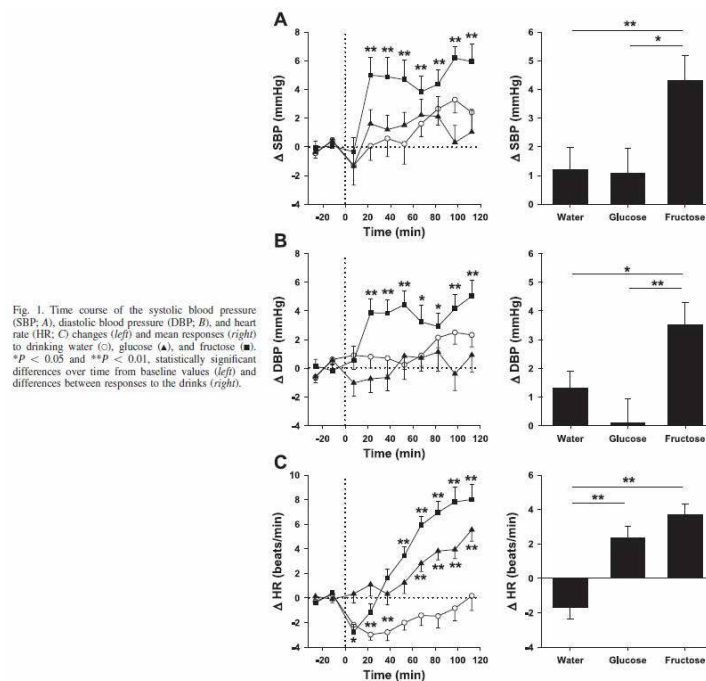 A
Δ SBP (mmHg)
8
6
4
2
0
-2
-4
** ** ** ** ** ** **
-20 0 20 40 60 80 100 120
Time (min)
Δ SBP (mmHg)
6
5
4
3
2
1
0
**
*
Water Glucose Fructose
B
Δ DBP (mmHg)
8
6
4
2
0
-2
-4
** ** ** * * ** **
-20 0 20 40 60 80 100 120
Time (min)
Δ DBP (mmHg)
6
5
4
3
2
1
0
*
**
Water Glucose Fructose
Fig. 1. Time course of the systolic blood pressure
(SBP; A), diastolic blood pressure (DBP; B), and heart
rate (HR; C) changes (left) and mean responses (right)
to drinking water (○), glucose (▲), and fructose (■).
*P < 0.05 and **P < 0.01, statistically significant
differences over time from baseline values (left) and
differences between responses to the drinks (right).
C
Δ HR (beats/min)
10
8
6
4
2
0
-2
-4
** ** ** ** **
** ** ** **
* ** **
-20 0 20 40 60 80 100 120
Time (min)
Δ HR (beats/min)
6
4
2
0
-2
-4
**
**
Water Glucose Fructose